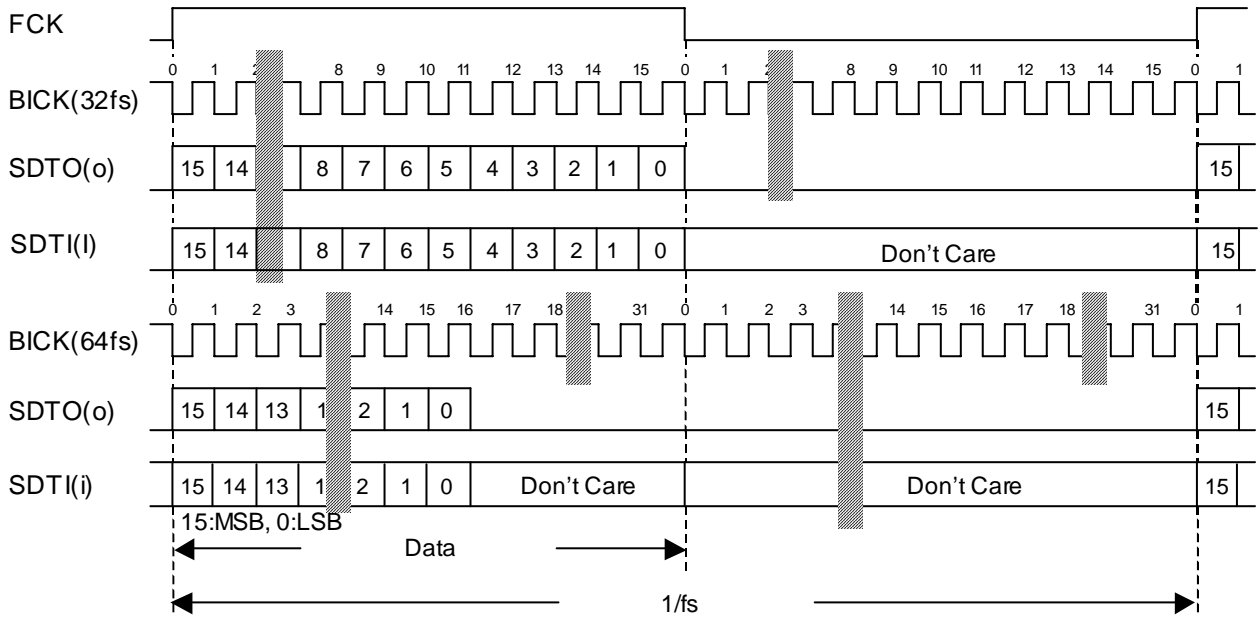 FCK
0 1 8 9 10 11 12 13 14 15 0 1 8 9 10 11 12 13 14 15 0 1
BICK(32fs)
SDTO(o) 15 14 8 7 6 5 4 3 2 1 0 15
SDTI(I) 15 14 8 7 6 5 4 3 2 1 0 Don't Care 15
0 1 2 3 14 15 16 17 18 31 0 1 2 3 14 15 16 17 18 31 0 1
BICK(64fs)
SDTO(o) 15 14 13 1 2 1 0 15
SDTI(i) 15 14 13 1 2 1 0 Don't Care Don't Care 15
15:MSB, 0:LSB
Data
1/fs